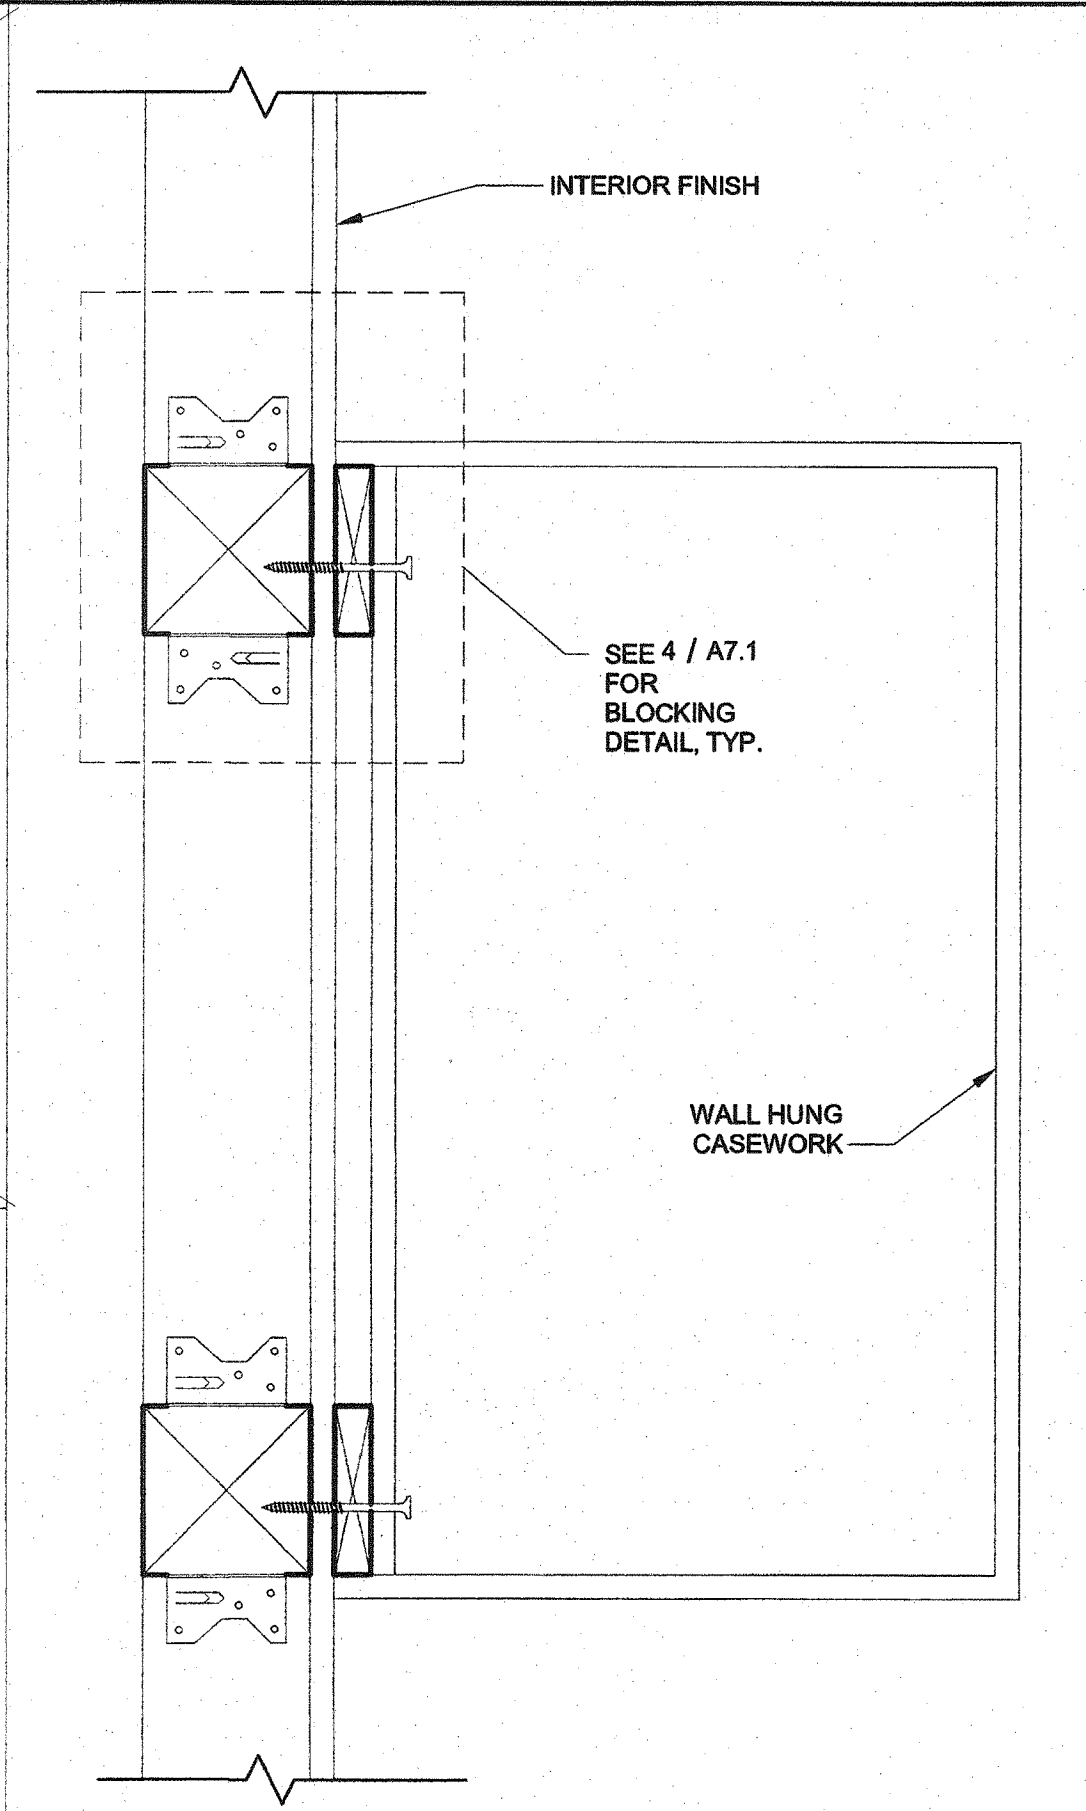 INTERIOR FINISH
SEE 4 / A7.1
FOR
BLOCKING
DETAIL, TYP.
WALL HUNG
CASEWORK